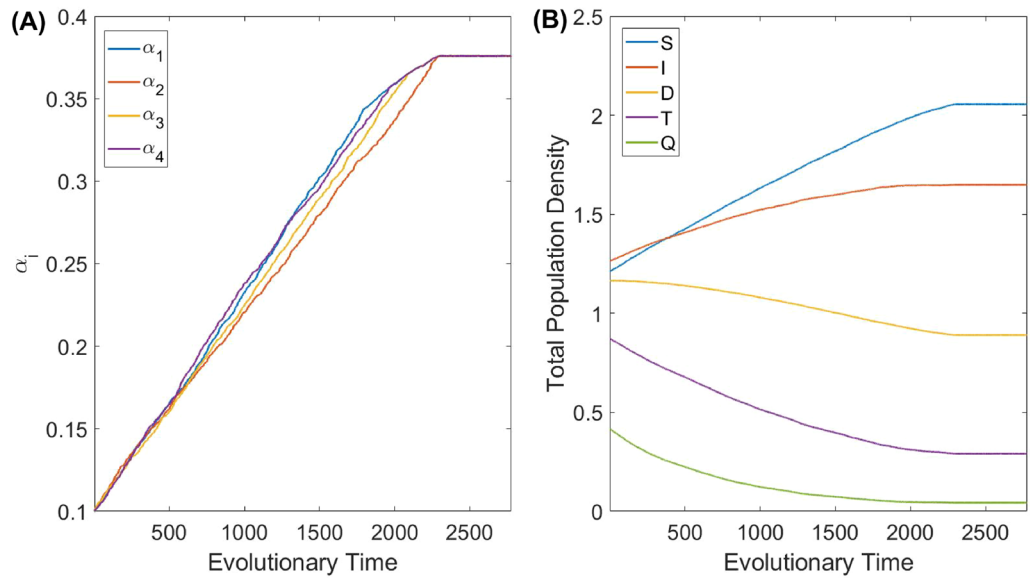 (A)
0.4
0.35
0.3
0.25
0.2
0.15
0.1
α1
α2
α3
α4
αi
500
1000
1500
2000
2500
Evolutionary Time
(B)
2.5
2
1.5
1
0.5
0
S
I
D
T
Q
Total Population Density
500
1000
1500
2000
2500
Evolutionary Time